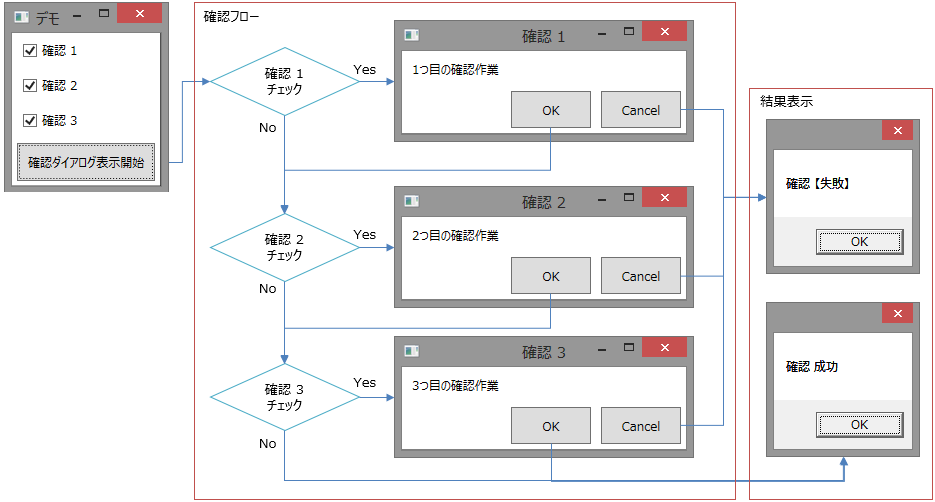 デモ
確認 1
確認 2
確認 3
確認ダイアログ表示開始
確認フロー
確認 1
チェック
Yes
No
確認 1
1つ目の確認作業
OK
Cancel
確認 2
チェック
Yes
No
確認 2
2つ目の確認作業
OK
Cancel
確認 3
チェック
Yes
No
確認 3
3つ目の確認作業
OK
Cancel
結果表示
確認【失敗】
OK
確認 成功
OK